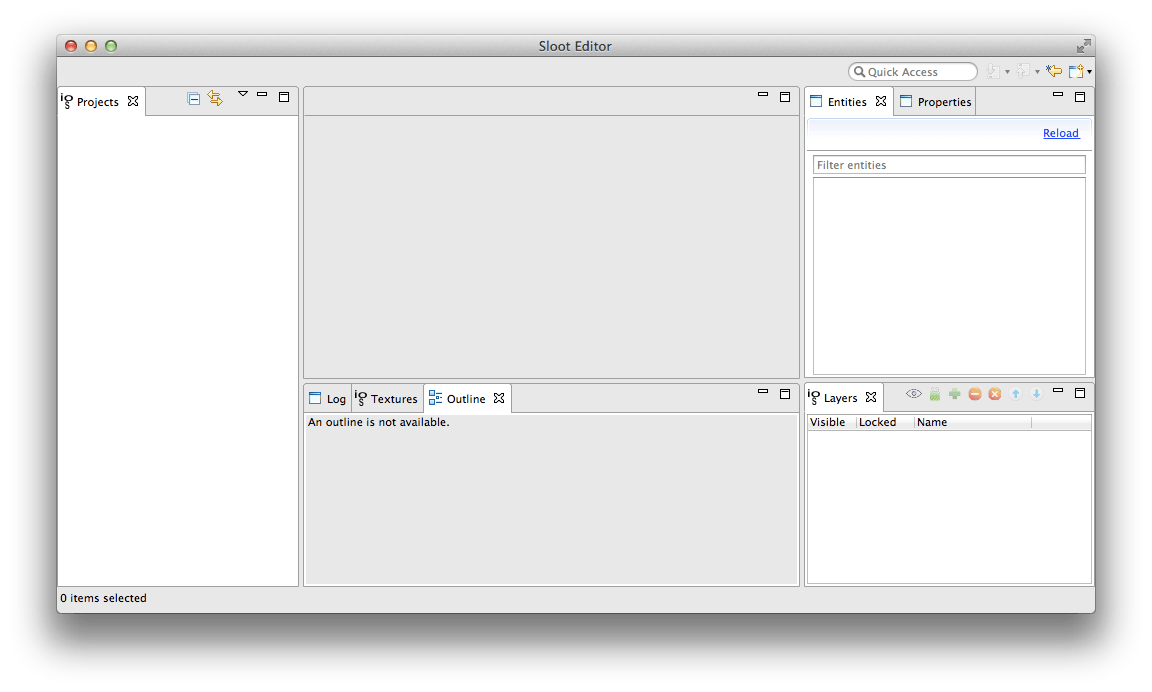 Sloot Editor
Quick Access
Projects
Entities
Properties
Reload
Filter entities
Log
Textures
Outline
An outline is not available.
Layers
Visible
Locked
Name
0 items selected